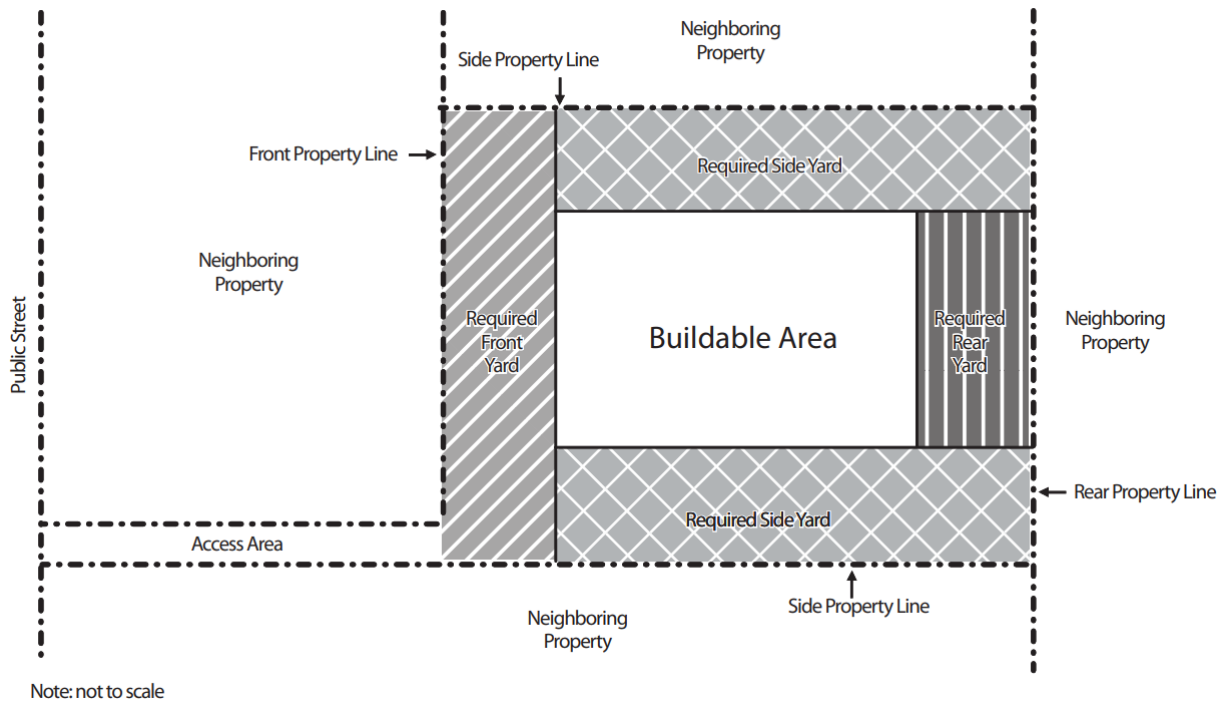 Neighboring
Property
Side Property Line
Front Property Line
Required Side Yard
Neighboring
Property
Public Street
Required
Front
Yard
Buildable Area
Required
Rear
Yard
Neighboring
Property
Rear Property Line
Required Side Yard
Access Area
Side Property Line
Neighboring
Property
Note: not to scale